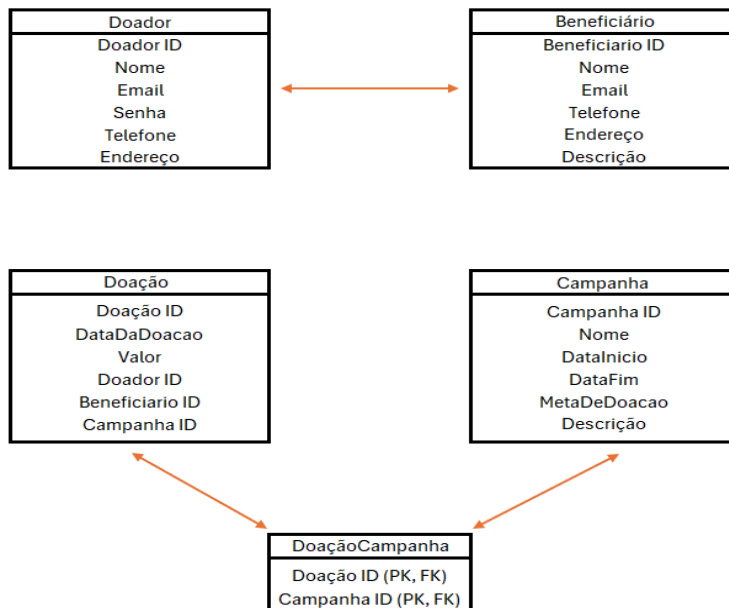 Doador
Doador ID
Nome
Email
Senha
Telefone
Endereço
Beneficiário
Beneficiario ID
Nome
Email
Telefone
Endereço
Descrição
Doação
Doação ID
DataDaDoacao
Valor
Doador ID
Beneficiario ID
Campanha ID
Campanha
Campanha ID
Nome
DataInicio
DataFim
MetaDeDoacao
Descrição
DoaçãoCampanha
Doação ID (PK, FK)
Campanha ID (PK, FK)